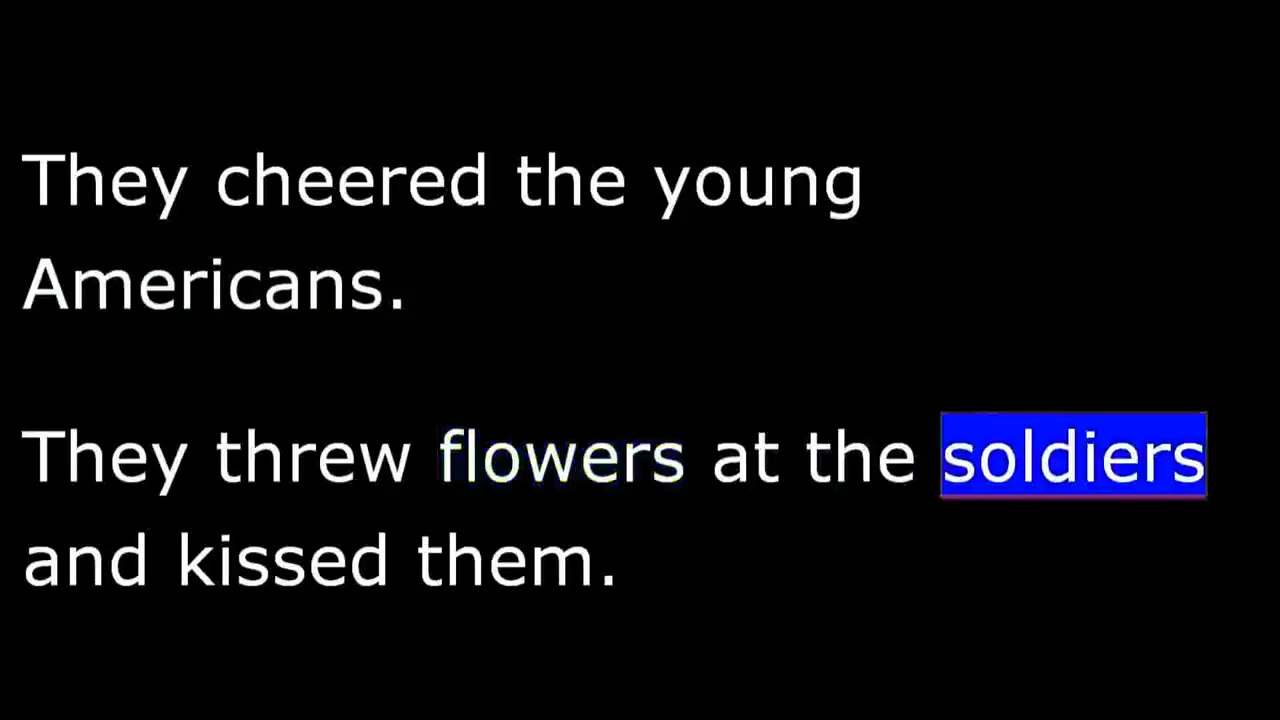 They cheered the young
Americans.
They threw flowers at the soldiers
and kissed them.